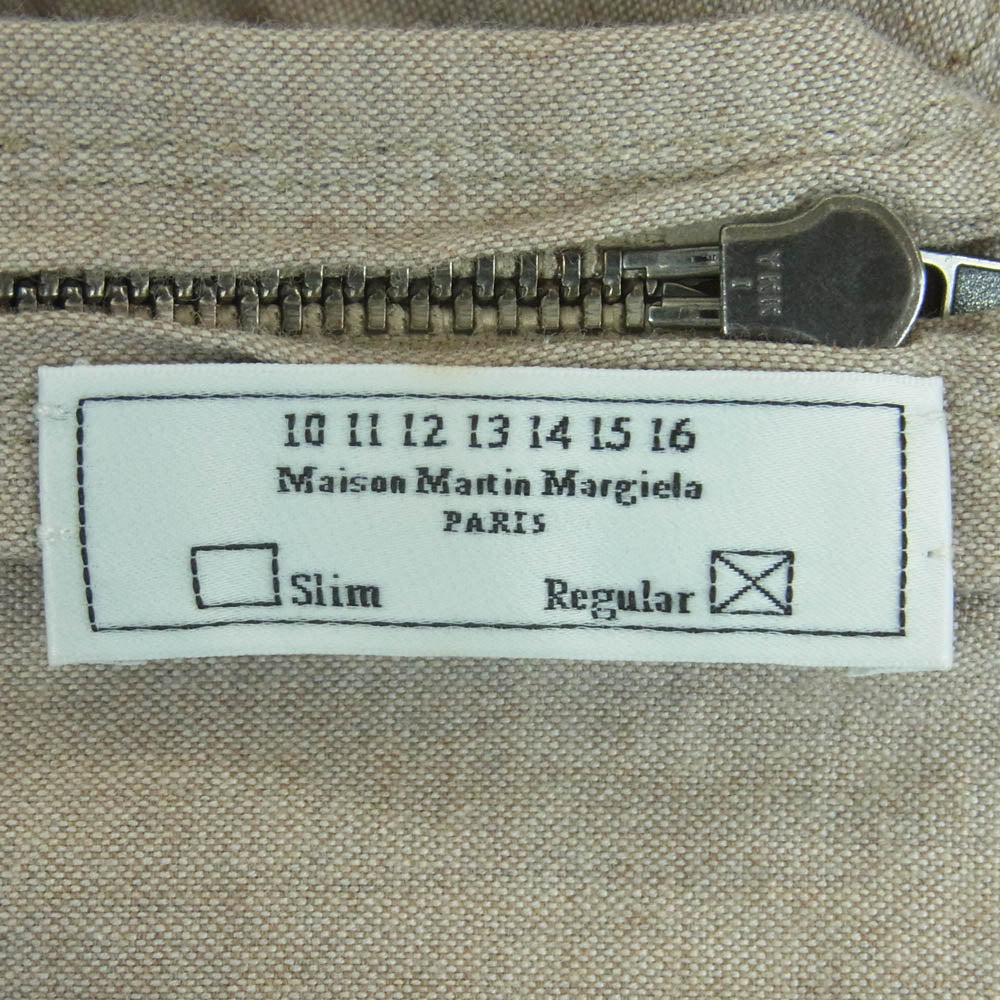 10 11 12 13 14 15 16
Maison Martin Margiela
PARIS
Slim Regular